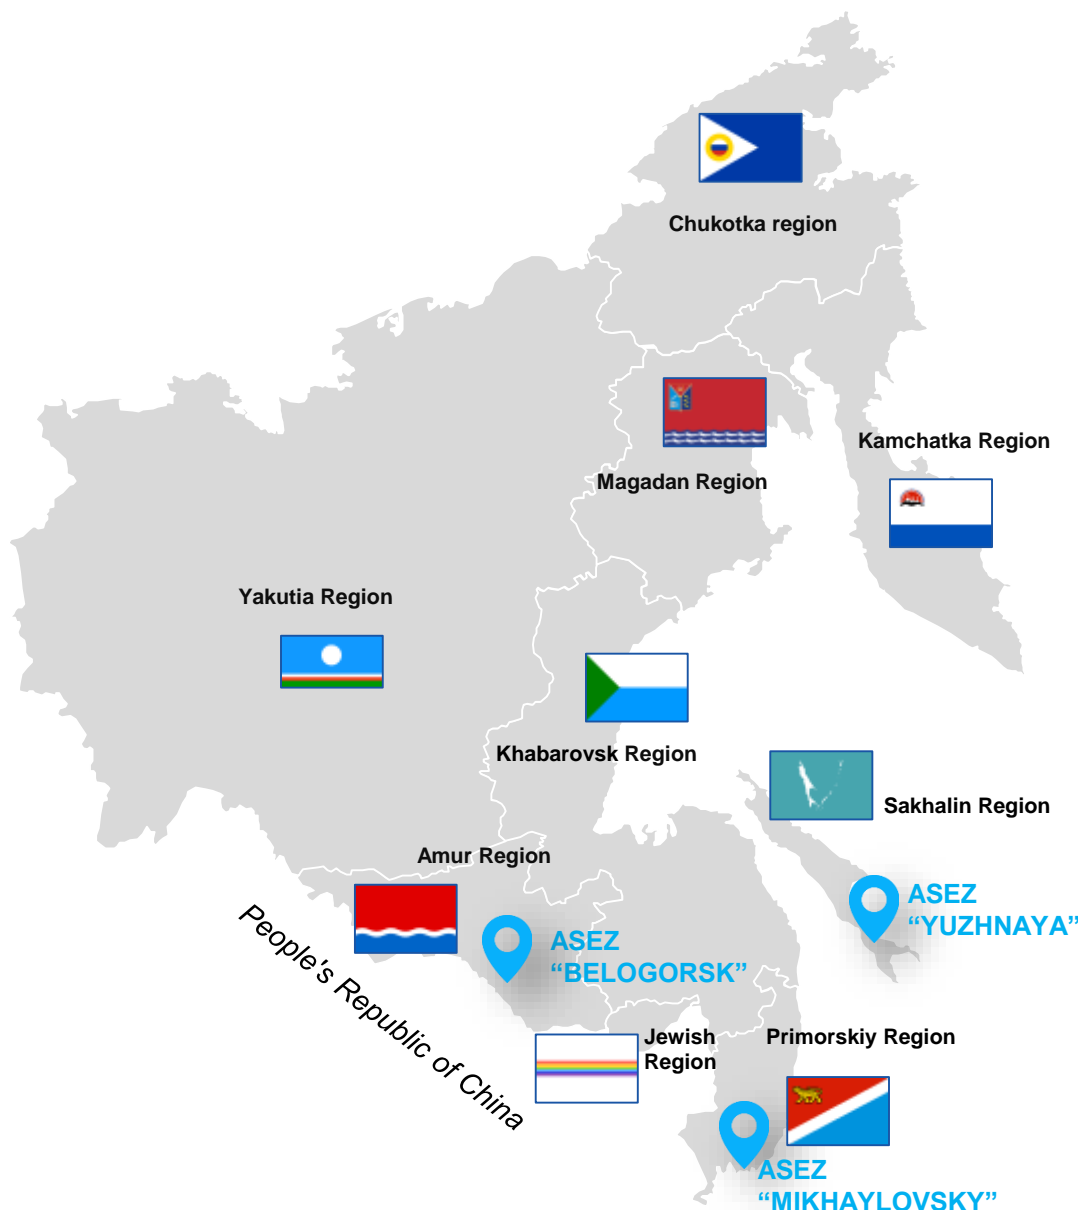 Chukotka region
Kamchatka Region
Magadan Region
Yakutia Region
Khabarovsk Region
Sakhalin Region
Amur Region
ASEZ
“YUZHNAYA”
ASEZ
“BELOGORSK”
People's Republic of China
Jewish
Region
Primorskiy Region
ASEZ
“MIKHAYLOVSKY”